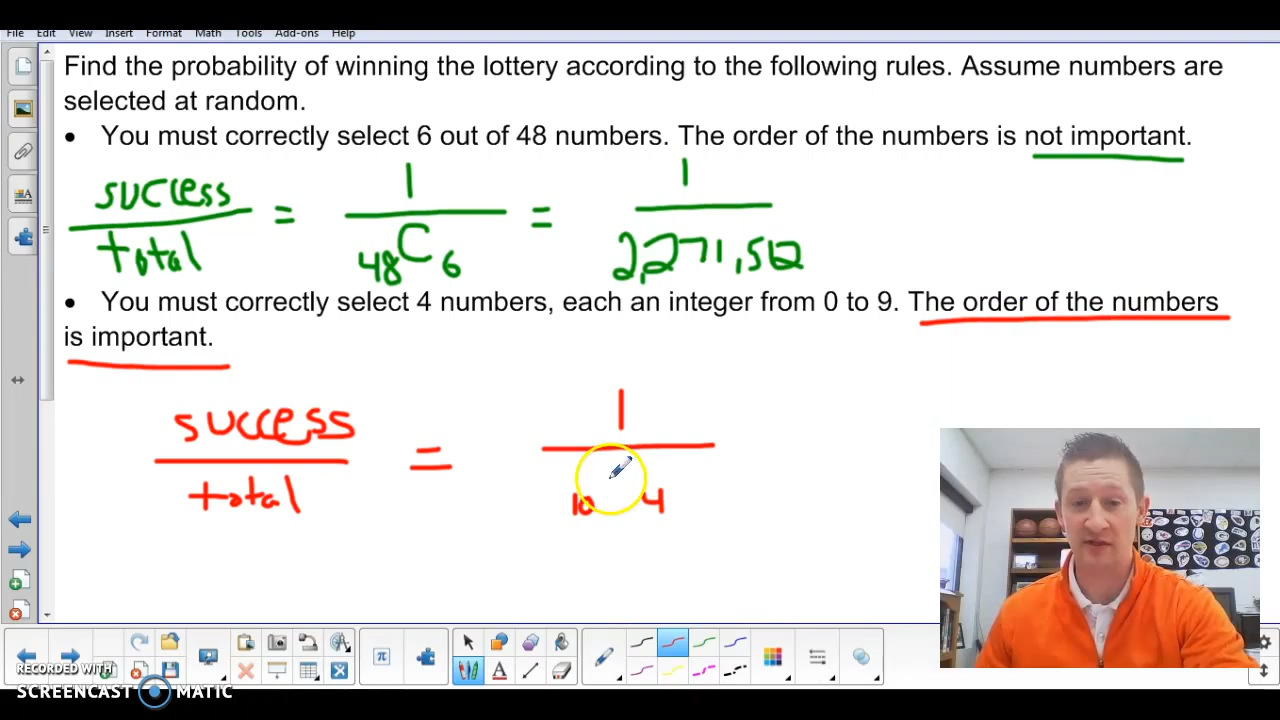 File Edit View Insert Format Math Tools Add-ons Help
Find the probability of winning the lottery according to the following rules. Assume numbers are
selected at random.
• You must correctly select 6 out of 48 numbers. The order of the numbers is not important.
success
total
=
1
48C6
=
1
2,271,512
• You must correctly select 4 numbers, each an integer from 0 to 9. The order of the numbers
is important.
success
total
=
1
10 4
RECORDED WITH
SCREENCAST MATIC